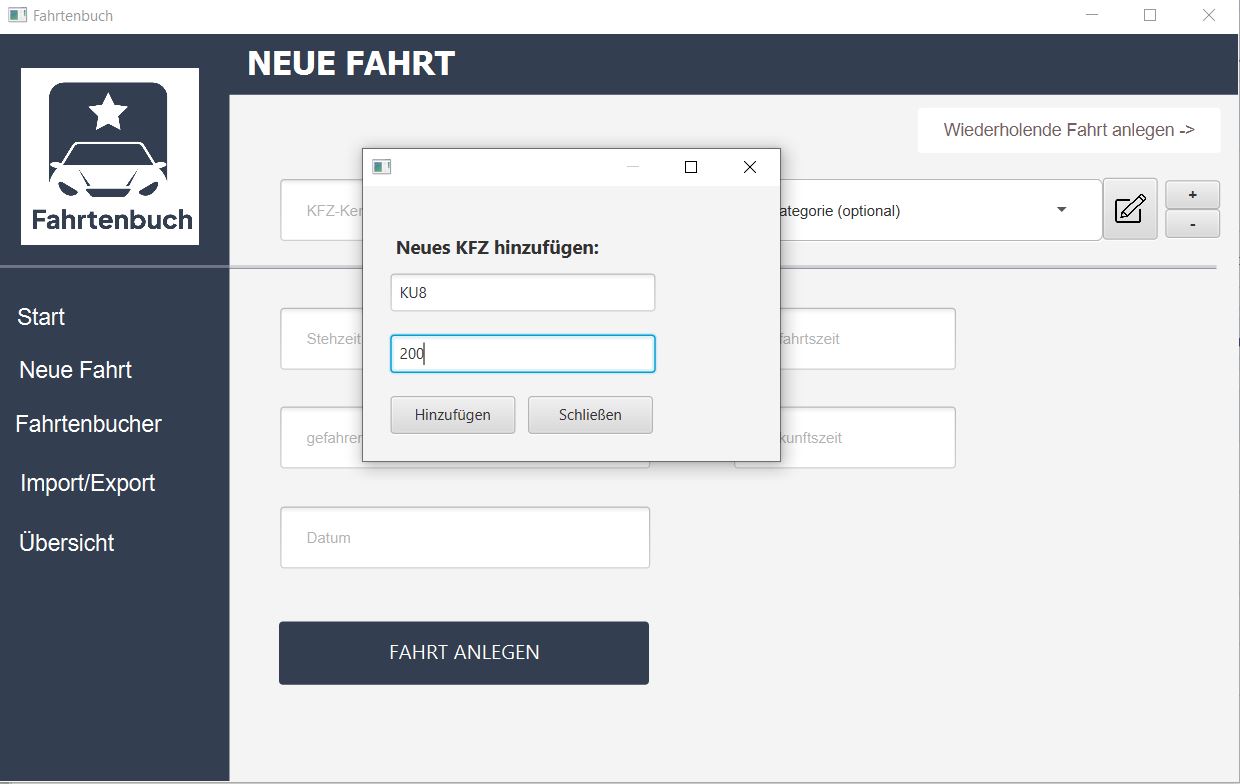 Fahrtenbuch
NEUE FAHRT
Fahrtenbuch
Wiederholende Fahrt anlegen ->
KFZ-Ker
ategorie (optional)
+
-
Neues KFZ hinzufügen:
KU8
200
Hinzufügen
Schließen
Start
Neue Fahrt
Fahrtenbucher
Import/Export
Übersicht
Stehzeit
fahrtszeit
gefahren
kunftszeit
Datum
FAHRT ANLEGEN